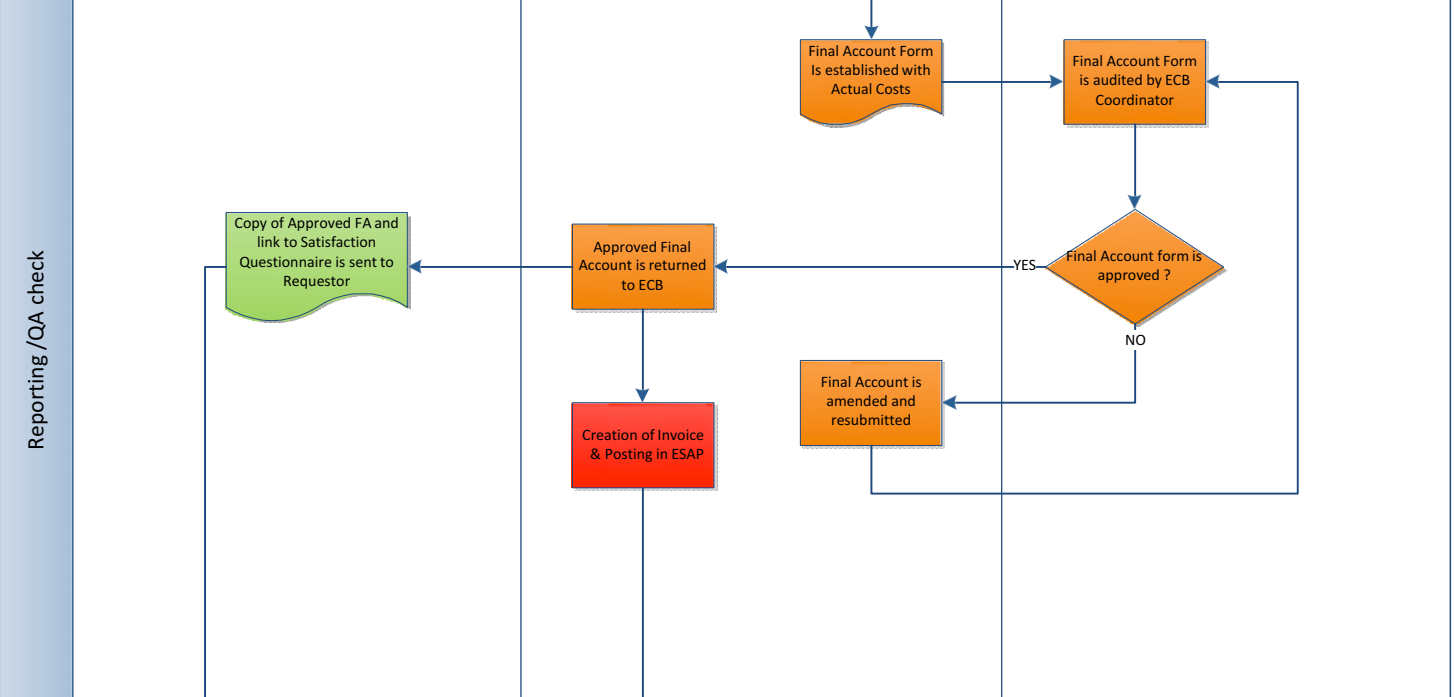 Reporting /QA check
Final Account Form
Is established with
Actual Costs
Final Account Form
is audited by ECB
Coordinator
Copy of Approved FA and
link to Satisfaction
Questionnaire is sent to
Requestor
Approved Final
Account is returned
to ECB
YES
Final Account form is
approved ?
NO
Final Account is
amended and
resubmitted
Creation of Invoice
& Posting in ESAP